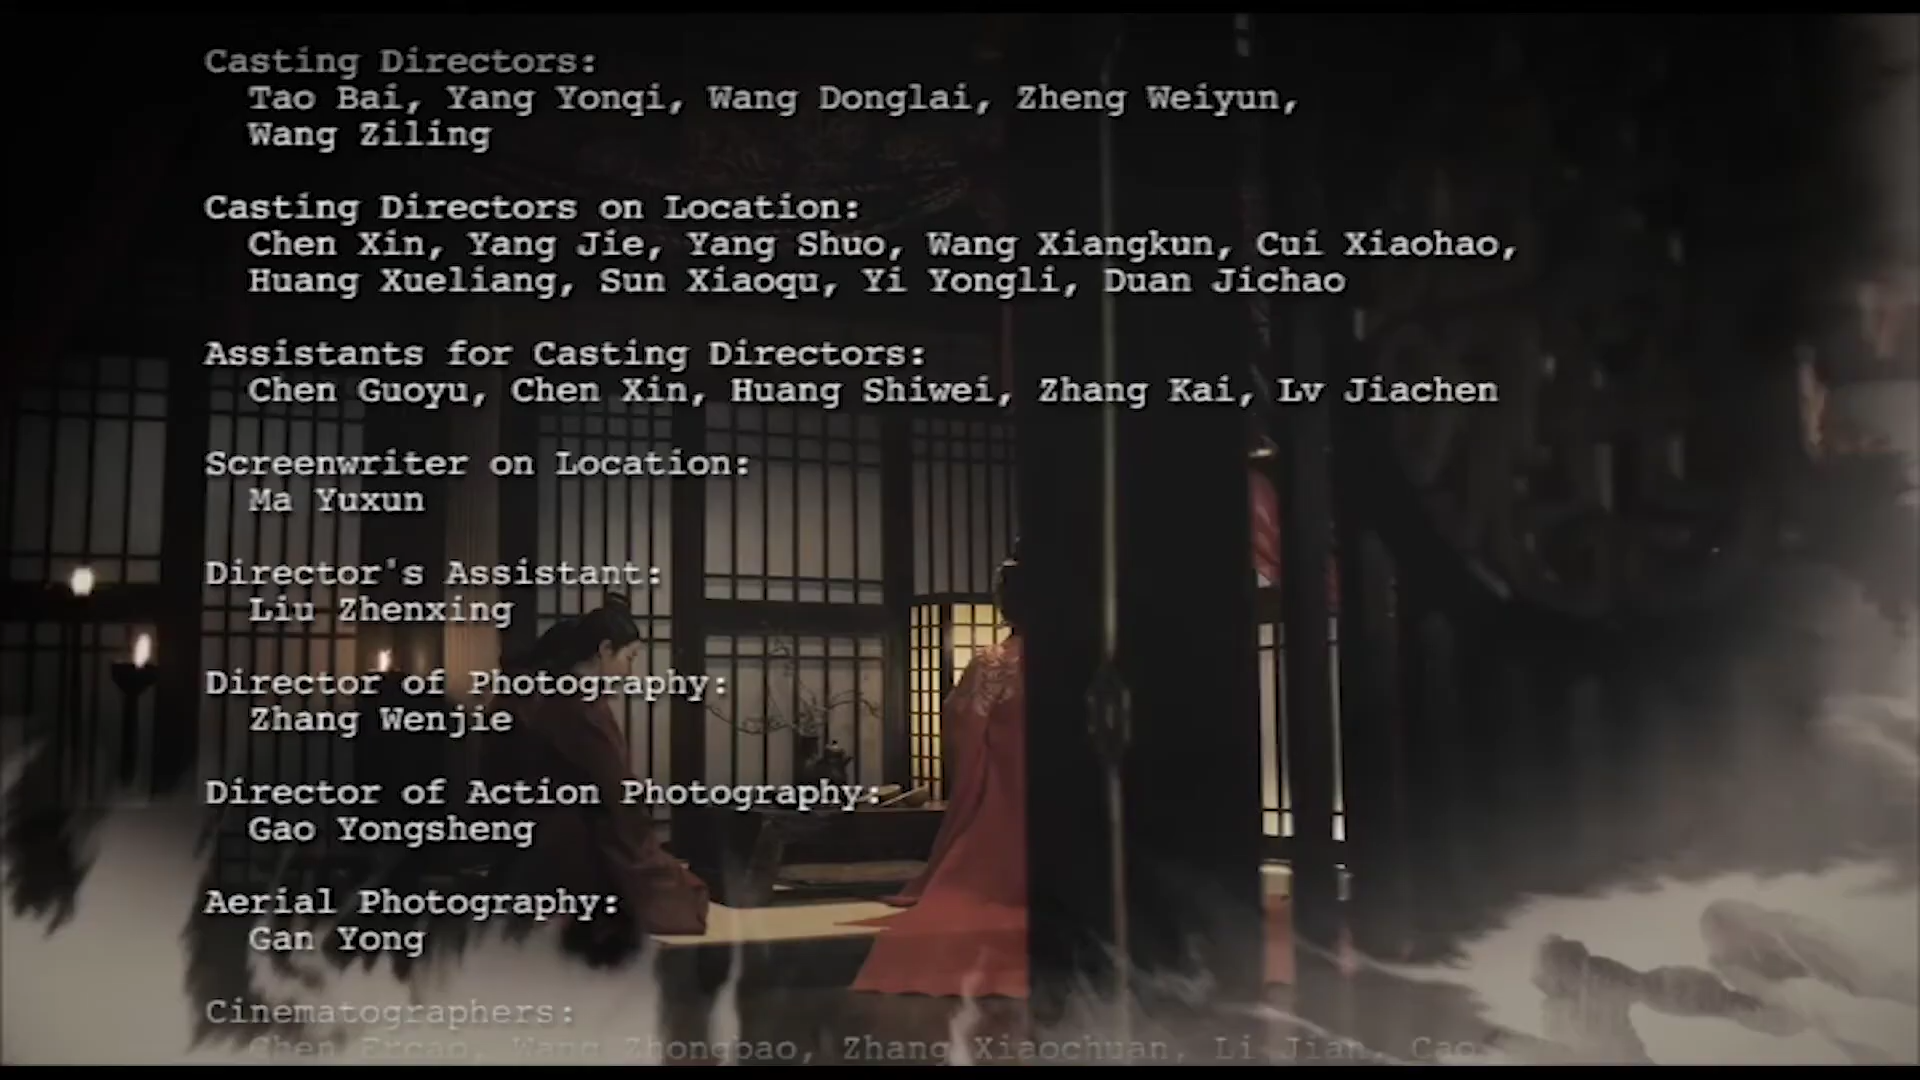 Casting Directors:
Tao Bai, Yang Yonqi, Wang Donglai, Zheng Weiyun,
Wang Ziling
Casting Directors on Location:
Chen Xin, Yang Jie, Yang Shuo, Wang Xiangkun, Cui Xiaohao,
Huang Xueliang, Sun Xiaoqu, Yi Yongli, Duan Jichao
Assistants for Casting Directors:
Chen Guoyu, Chen Xin, Huang Shiwei, Zhang Kai, Lv Jiachen
Screenwriter on Location:
Ma Yuxun
Director's Assistant:
Liu Zhenxing
Director of Photography:
Zhang Wenjie
Director of Action Photography:
Gao Yongsheng
Aerial Photography:
Gan Yong
Cinematographers:
Chen Ercao, Wang Zhongbao, Zhang Xiaochuan, Li Jian, Cao